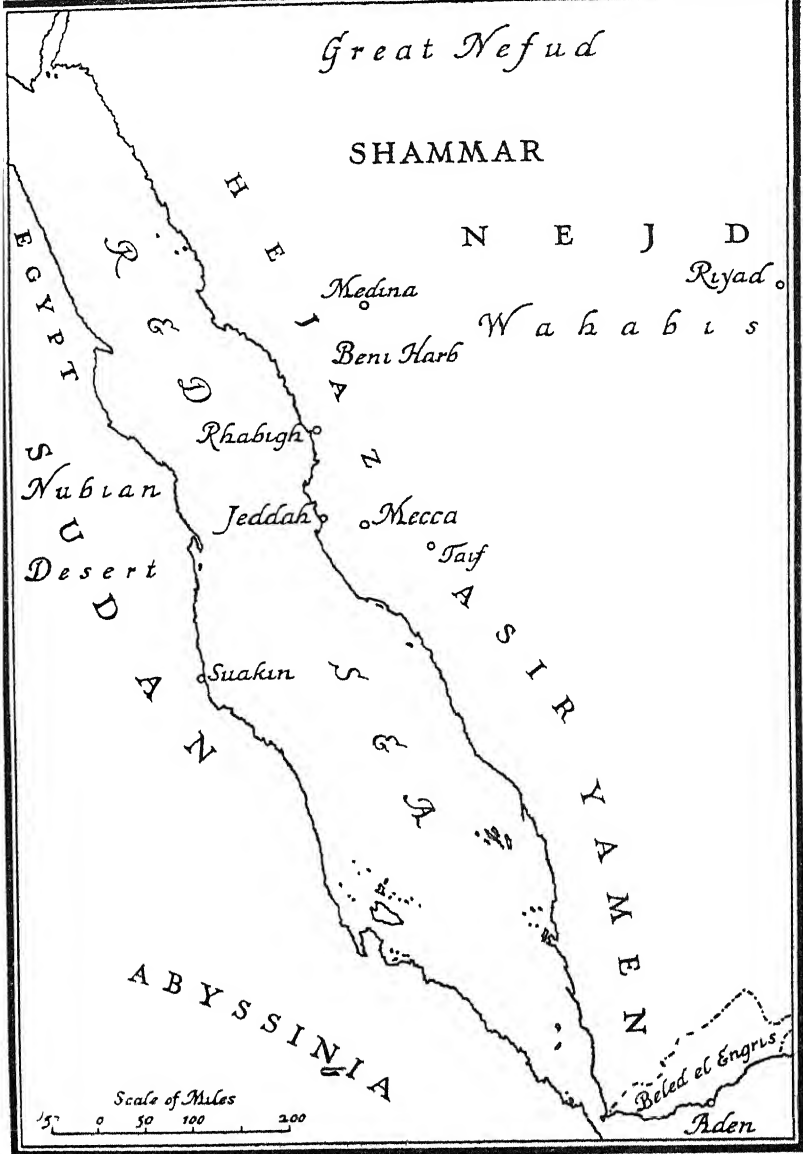 Great Nefud
SHAMMAR
HEJAZ
NEJD
EGYPT
RED
Medina
Riyad
Wahabis
Beni Harb
Rhabigh
SUDAN
Nubian
Desert
Jeddah
Mecca
Taif
ASIR
Suakin
SEA
YAMEN
ABYSSINIA
Beled el Engris
Aden
Scale of Miles
0 50 100 200